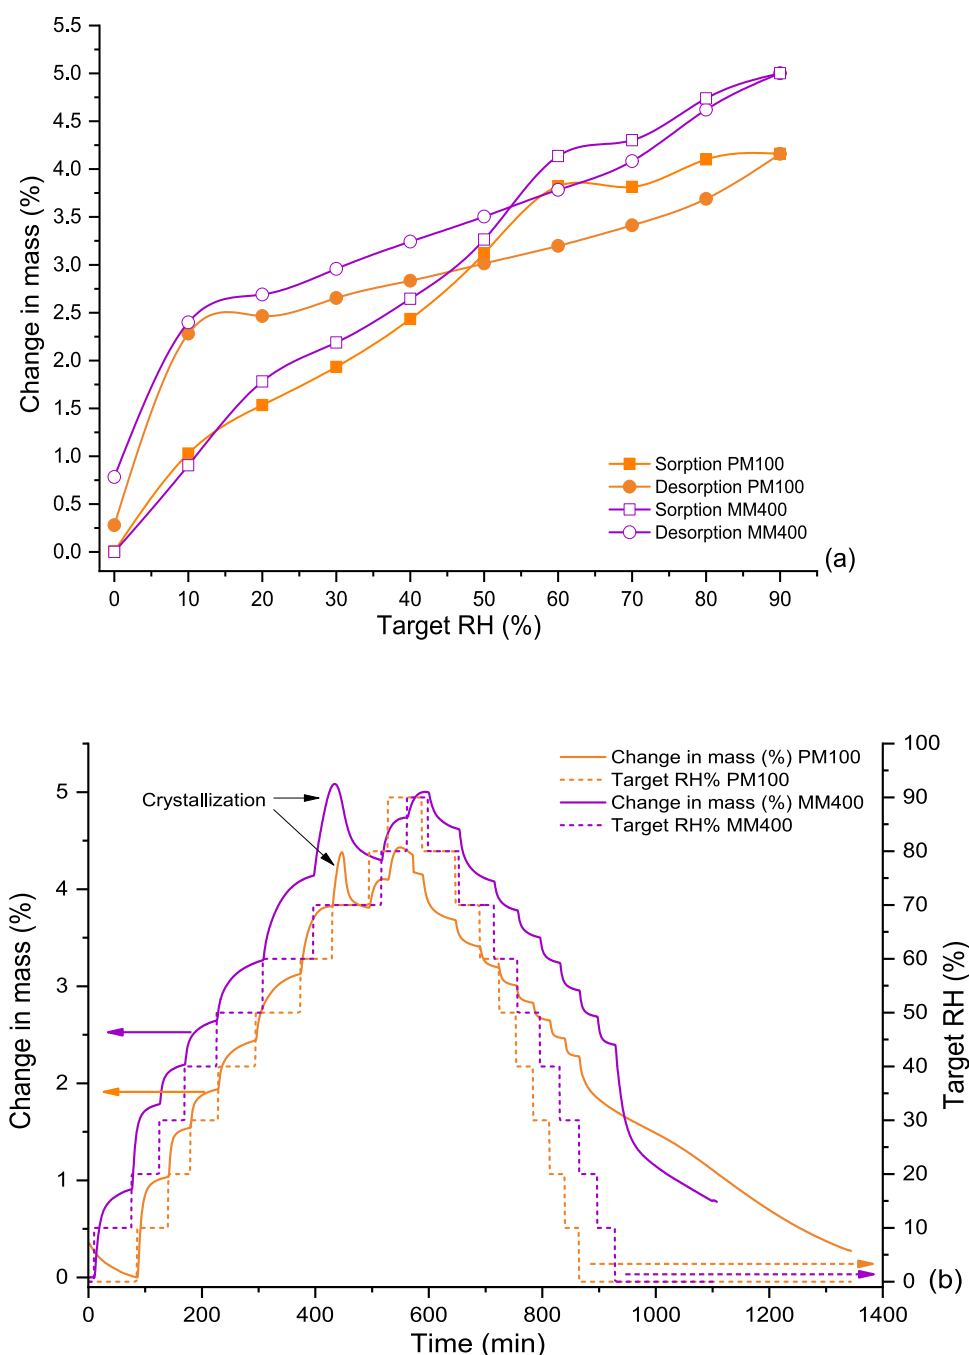 5.5
5.0
4.5
4.0
3.5
3.0
2.5
2.0
1.5
1.0
0.5
0.0
Change in mass (%)
Sorption PM100
Desorption PM100
Sorption MM400
Desorption MM400
(a)
0 10 20 30 40 50 60 70 80 90
Target RH (%)
5
4
3
2
1
0
Change in mass (%)
Crystallization
Change in mass (%) PM100
Target RH% PM100
Change in mass (%) MM400
Target RH% MM400
100
90
80
70
60
50
40
30
20
10
0
Target RH (%)
(b)
0 200 400 600 800 1000 1200 1400
Time (min)